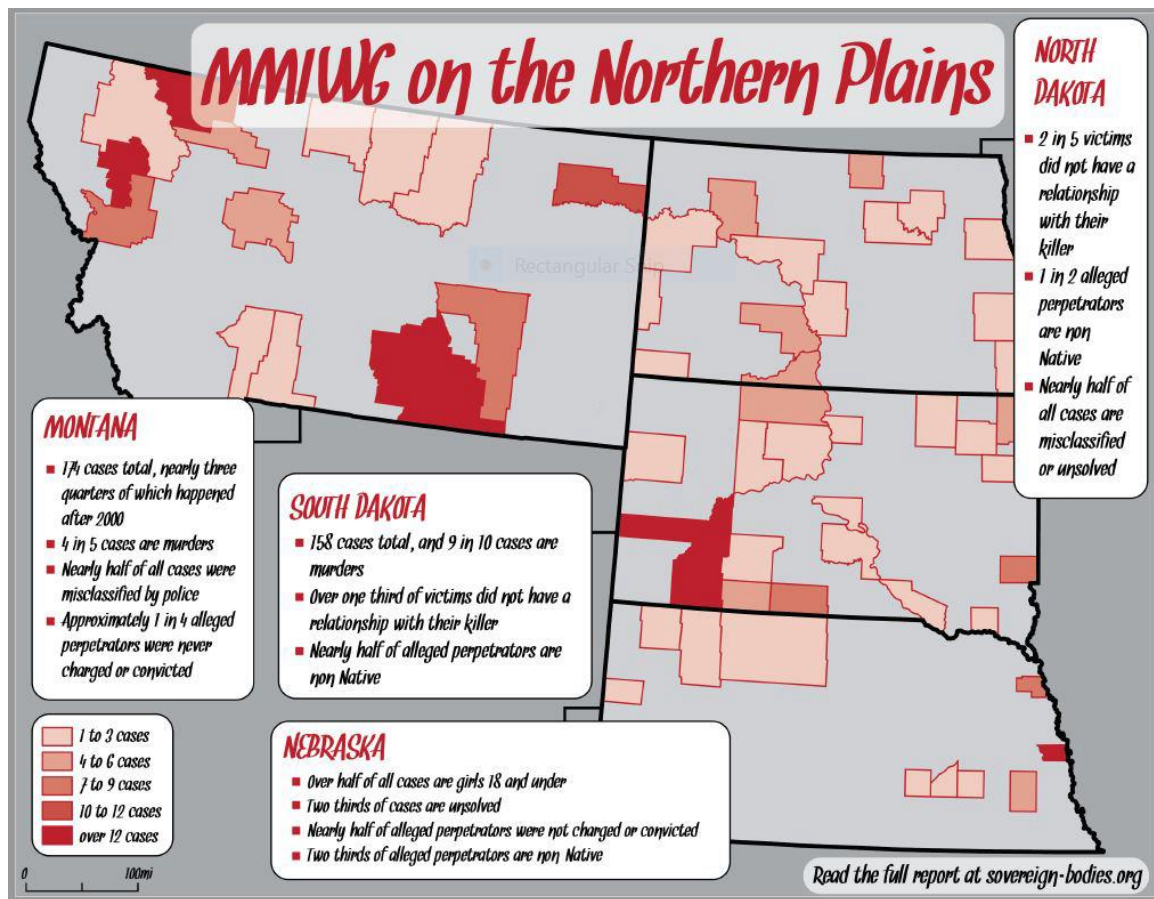 MMIWG on the Northern Plains
NORTH
DAKOTA
2 in 5 victims
did not have a
relationship
with their
killer
1 in 2 alleged
perpetrators
are non
Native
Nearly half of
all cases are
misclassified
or unsolved
MONTANA
174 cases total, nearly three
quarters of which happened
after 2000
4 in 5 cases are murders
Nearly half of all cases were
misclassified by police
Approximately 1 in 4 alleged
perpetrators were never
charged or convicted
SOUTH DAKOTA
158 cases total, and 9 in 10 cases are
murders
Over one third of victims did not have a
relationship with their killer
Nearly half of alleged perpetrators are
non Native
NEBRASKA
Over half of all cases are girls 18 and under
Two thirds of cases are unsolved
Nearly half of alleged perpetrators were not charged or convicted
Two thirds of alleged perpetrators are non Native
1 to 3 cases
4 to 6 cases
7 to 9 cases
10 to 12 cases
over 12 cases
0 100mi
Rectangular
Read the full report at sovereign-bodies.org